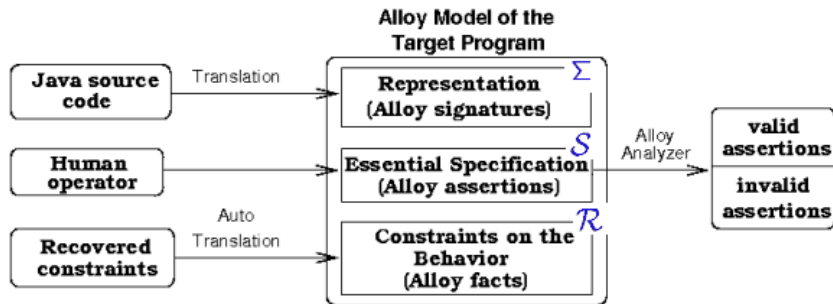 Alloy Model of the
Target Program
Java source
code
Translation
Σ
Representation
(Alloy signatures)
Human
operator
S
Essential Specification
(Alloy assertions)
Alloy
Analyzer
valid
assertions
invalid
assertions
Recovered
constraints
Auto
Translation
R
Constraints on the
Behavior
(Alloy facts)